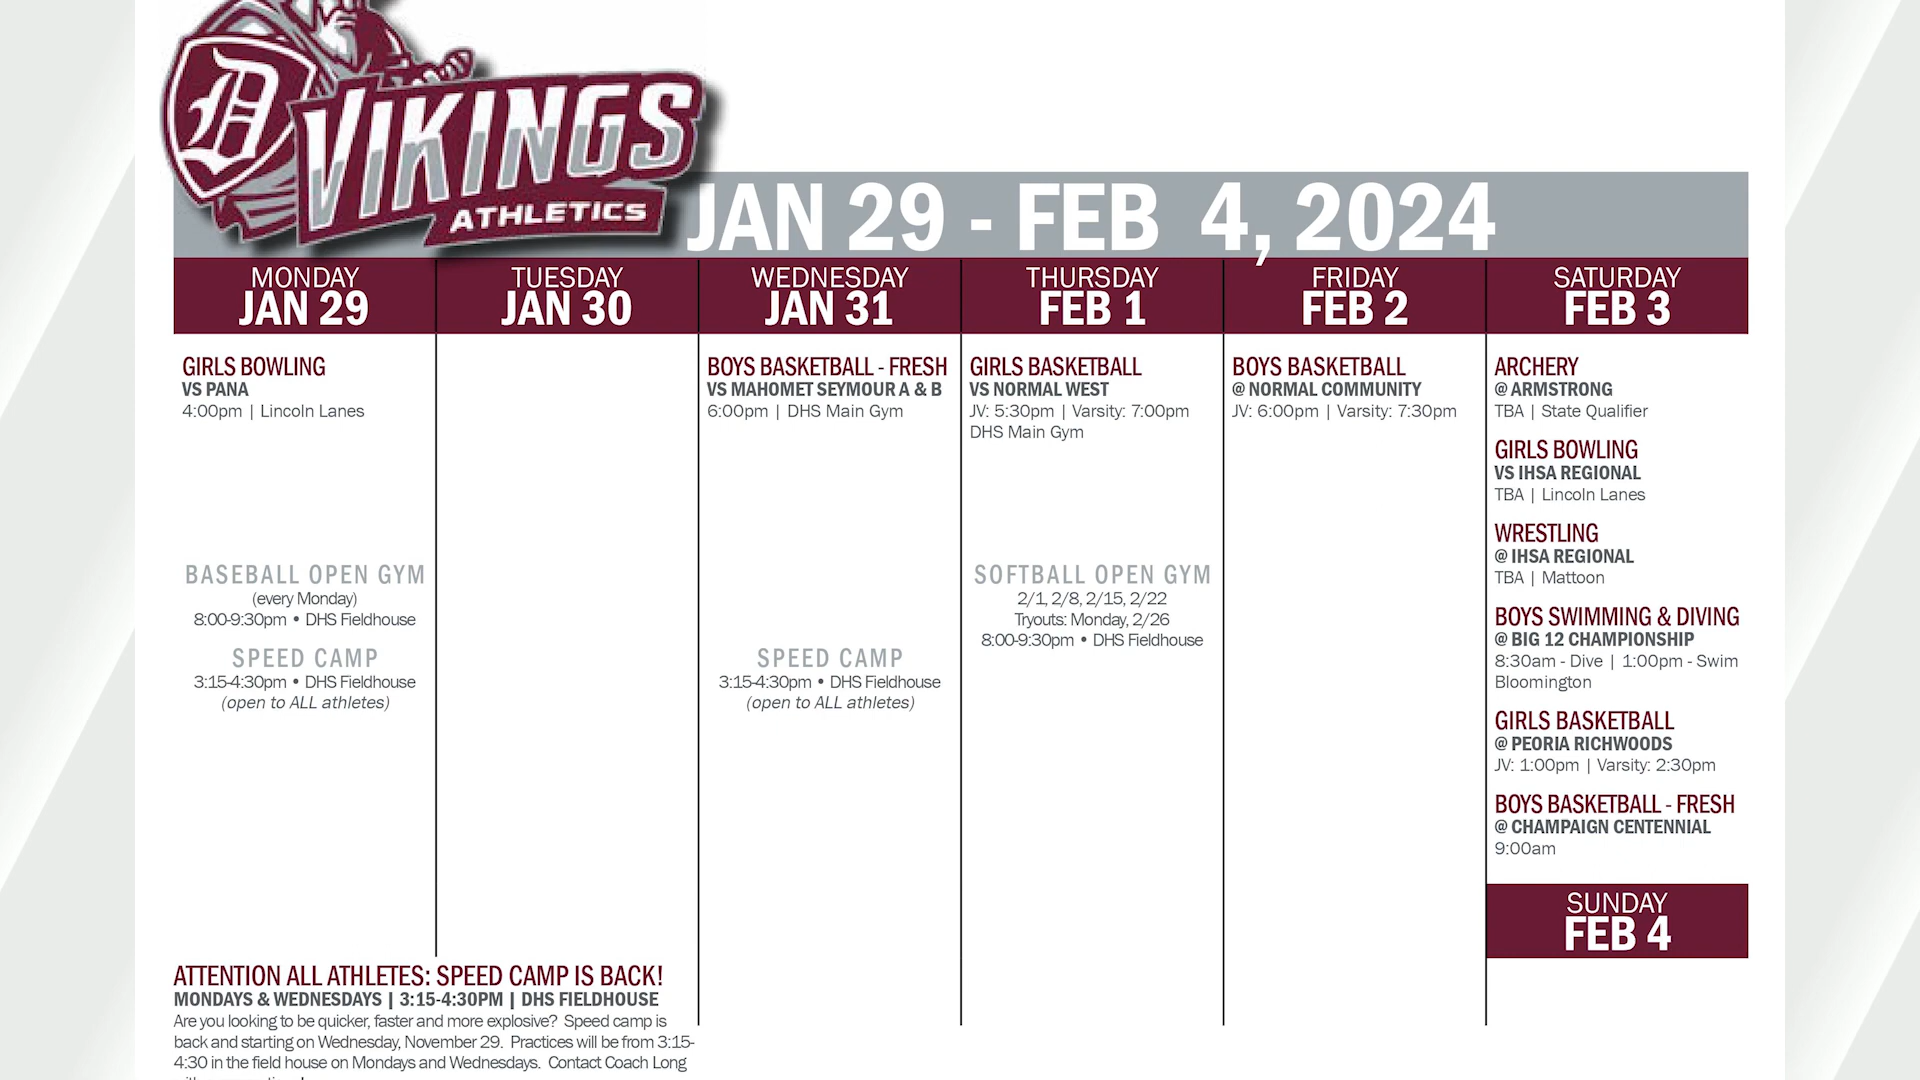 D
VIKINGS
ATHLETICS
JAN 29 - FEB 4, 2024
MONDAY
JAN 29
GIRLS BOWLING
VS PANA
4:00pm | Lincoln Lanes
BASEBALL OPEN GYM
(every Monday)
8:00-9:30pm • DHS Fieldhouse
SPEED CAMP
3:15-4:30pm • DHS Fieldhouse
(open to ALL athletes)
TUESDAY
JAN 30
WEDNESDAY
JAN 31
BOYS BASKETBALL - FRESH
VS MAHOMET SEYMOUR A & B
6:00pm | DHS Main Gym
SPEED CAMP
3:15-4:30pm • DHS Fieldhouse
(open to ALL athletes)
THURSDAY
FEB 1
GIRLS BASKETBALL
VS NORMAL WEST
JV: 5:30pm | Varsity: 7:00pm
DHS Main Gym
SOFTBALL OPEN GYM
2/1, 2/8, 2/15, 2/22
Tryouts: Monday, 2/26
8:00-9:30pm • DHS Fieldhouse
FRIDAY
FEB 2
BOYS BASKETBALL
@ NORMAL COMMUNITY
JV: 6:00pm | Varsity: 7:30pm
SATURDAY
FEB 3
ARCHERY
@ ARMSTRONG
TBA | State Qualifier
GIRLS BOWLING
VS IHSA REGIONAL
TBA | Lincoln Lanes
WRESTLING
@ IHSA REGIONAL
TBA | Mattoon
BOYS SWIMMING & DIVING
@ BIG 12 CHAMPIONSHIP
8:30am - Dive | 1:00pm - Swim
Bloomington
GIRLS BASKETBALL
@ PEORIA RICHWOODS
JV: 1:00pm | Varsity: 2:30pm
BOYS BASKETBALL - FRESH
@ CHAMPAIGN CENTENNIAL
9:00am
SUNDAY
FEB 4
ATTENTION ALL ATHLETES: SPEED CAMP IS BACK!
MONDAYS & WEDNESDAYS | 3:15-4:30PM | DHS FIELDHOUSE
Are you looking to be quicker, faster and more explosive? Speed camp is
back and starting on Wednesday, November 29. Practices will be from 3:15-
4:30 in the field house on Mondays and Wednesdays. Contact Coach Long